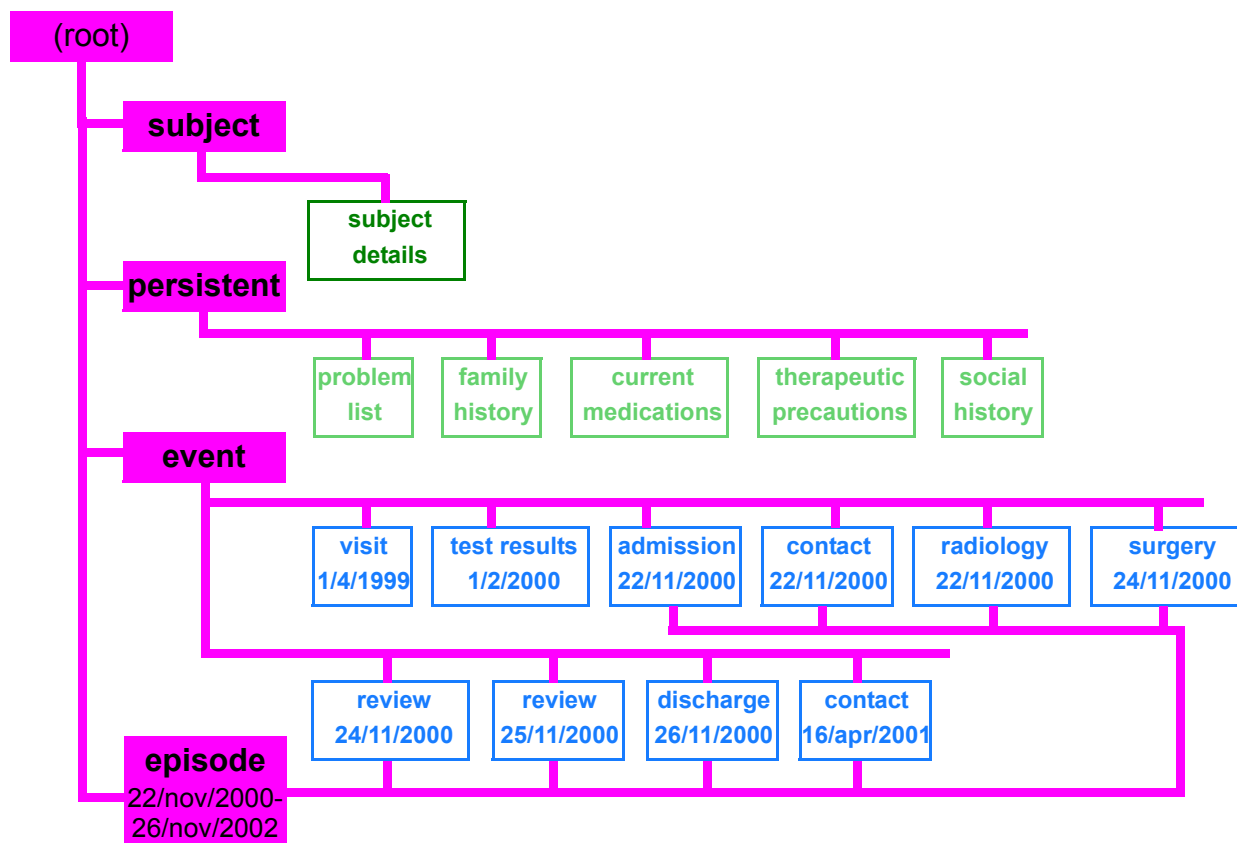 (root)
subject
subject
details
persistent
problem
list
family
history
current
medications
therapeutic
precautions
social
history
event
visit
1/4/1999
test results
1/2/2000
admission
22/11/2000
contact
22/11/2000
radiology
22/11/2000
surgery
24/11/2000
review
24/11/2000
review
25/11/2000
discharge
26/11/2000
contact
16/apr/2001
episode
22/nov/2000-
26/nov/2002